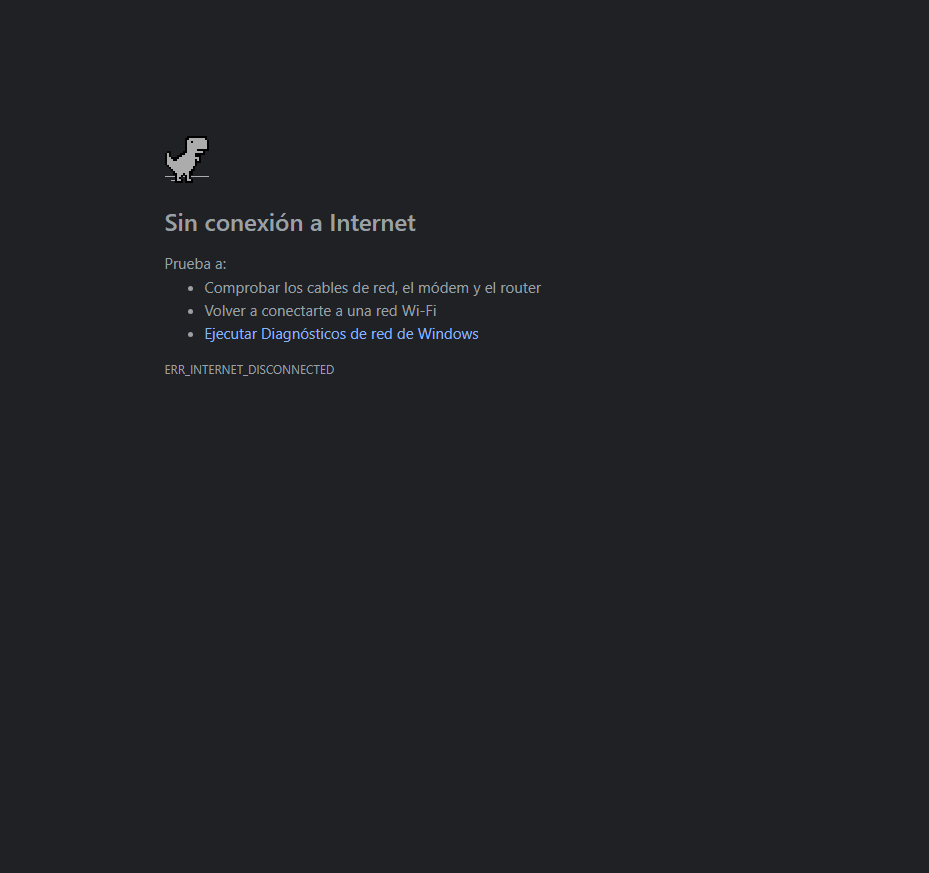 Sin conexión a Internet
Prueba a:
Comprobar los cables de red, el módem y el router
Volver a conectarte a una red Wi-Fi
Ejecutar Diagnósticos de red de Windows
ERR_INTERNET_DISCONNECTED